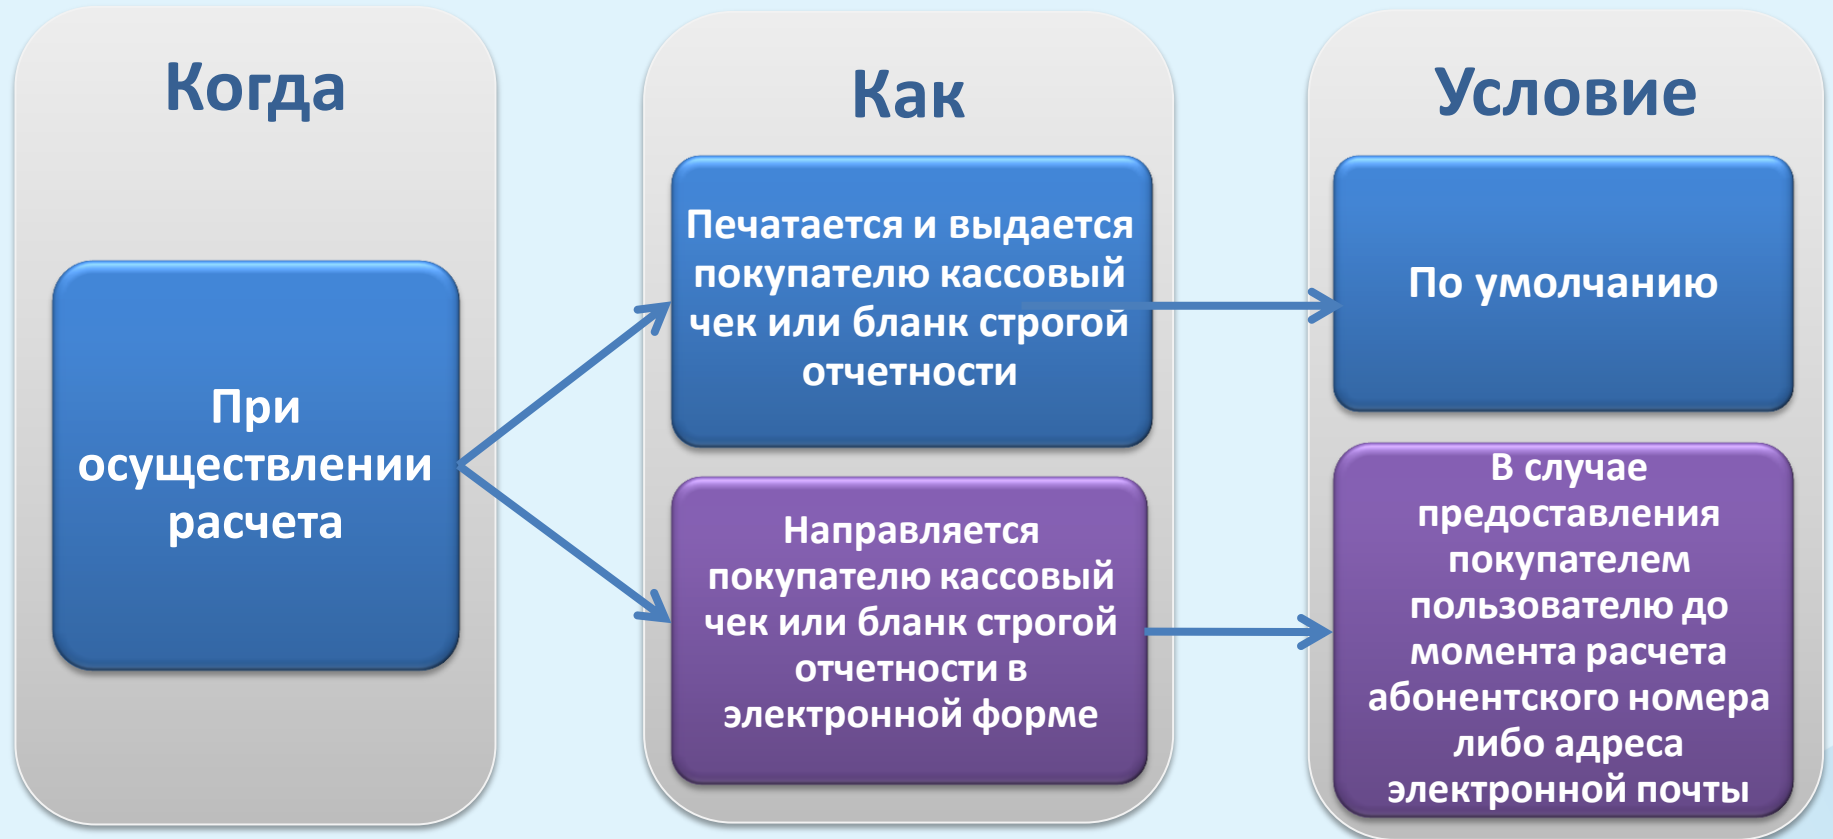 Когда
При
осуществлении
расчета
Как
Печатается и выдается
покупателю кассовый
чек или бланк строгой
отчетности
Направляется
покупателю кассовый
чек или бланк строгой
отчетности в
электронной форме
Условие
По умолчанию
В случае
предоставления
покупателем
пользователю до
момента расчета
абонентского номера
либо адреса
электронной почты